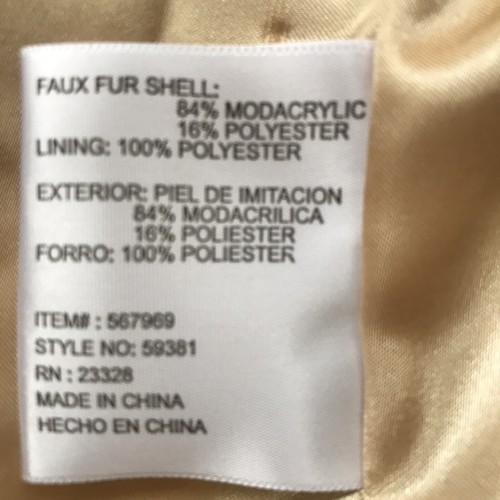 FAUX FUR SHELL:
84% MODACRYLIC
16% POLYESTER
LINING: 100% POLYESTER
EXTERIOR: PIEL DE IMITACION
84% MODACRILICA
16% POLIESTER
FORRO: 100% POLIESTER
ITEM# : 567969
STYLE NO: 59381
RN : 23328
MADE IN CHINA
HECHO EN CHINA